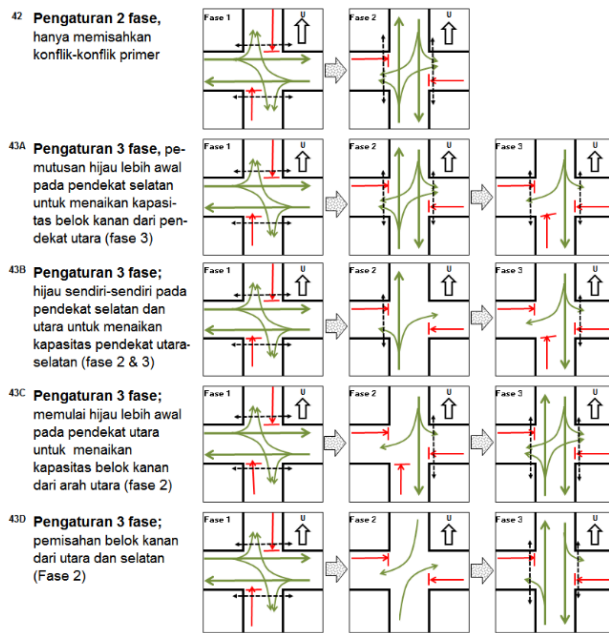 42 Pengaturan 2 fase,
hanya memisahkan
konflik-konflik primer
Fase 1 U
Fase 2 U
43A Pengaturan 3 fase, pe-
mutusan hijau lebih awal
pada pendekat selatan
untuk menaikan kapasi-
tas belok kanan dari pen-
dekat utara (fase 3)
Fase 1 U
Fase 2 U
Fase 3 U
43B Pengaturan 3 fase;
hijau sendiri-sendiri pada
pendekat selatan dan
utara untuk menaikan
kapasitas pendekat utara-
selatan (fase 2 & 3)
Fase 1 U
Fase 2 U
Fase 3 U
43C Pengaturan 3 fase;
memulai hijau lebih awal
pada pendekat utara
untuk menaikan
kapasitas belok kanan
dari arah utara (fase 2)
Fase 1 U
Fase 2 U
Fase 3 U
43D Pengaturan 3 fase;
pemisahan belok kanan
dari utara dan selatan
(Fase 2)
Fase 1 U
Fase 2 U
Fase 3 U